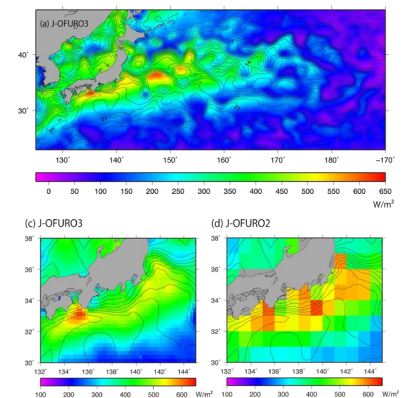 (a) J-OFURO3
40°
30°
130° 140° 150° 160° 170° 180° −170°
0 50 100 150 200 250 300 350 400 450 500 550 600 650
W/m²
(c) J-OFURO3 (d) J-OFURO2
38° 38°
36° 36°
34° 34°
32° 32°
30° 30°
132° 134° 136° 138° 140° 142° 144° 132° 134° 136° 138° 140° 142° 144°
100 200 300 400 500 600 W/m² 100 200 300 400 500 600 W/m²